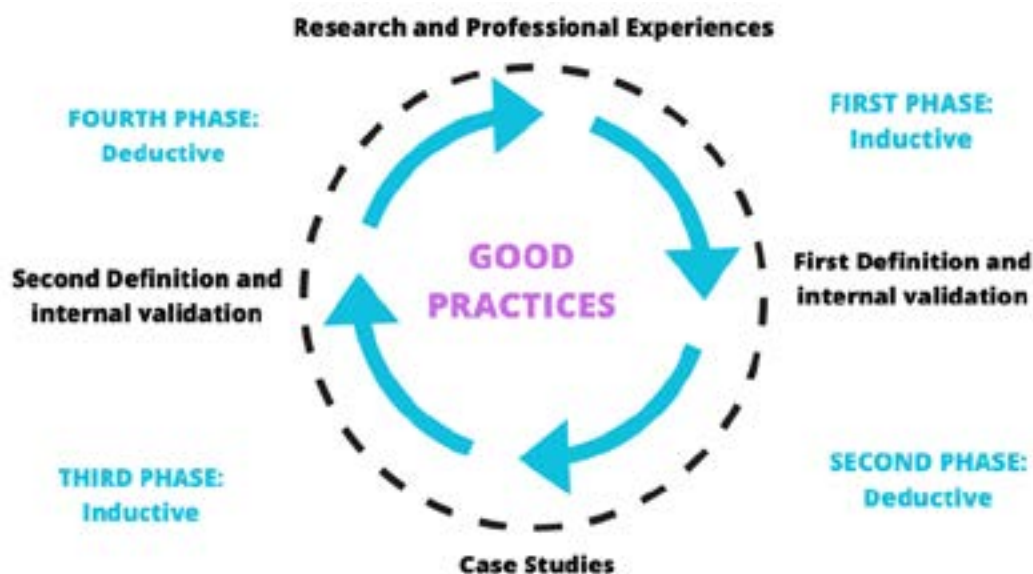 Research and Professional Experiences
FOURTH PHASE:
Deductive
FIRST PHASE:
Inductive
GOOD
PRACTICES
Second Definition and
internal validation
First Definition and
internal validation
THIRD PHASE:
Inductive
SECOND PHASE:
Deductive
Case Studies